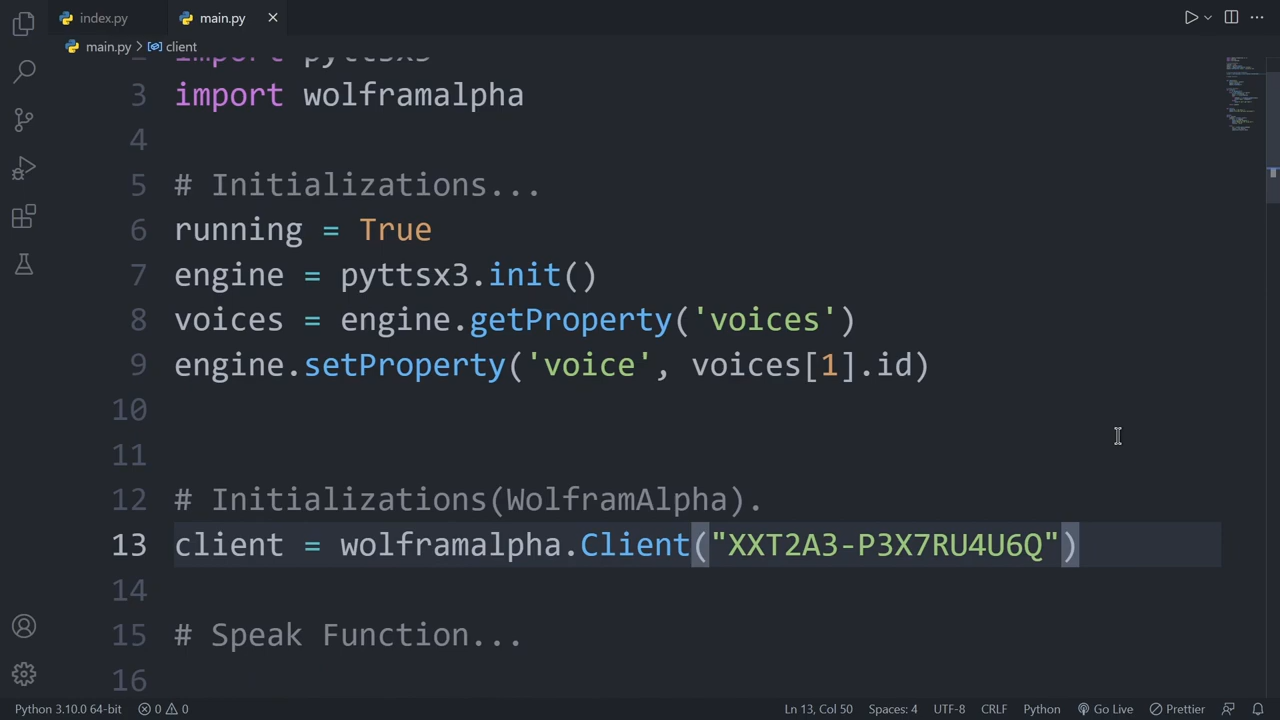 index.py
main.py
main.py > client
import pyttsx3
3 import wolframalpha
4
5 # Initializations...
6 running = True
7 engine = pyttsx3.init()
8 voices = engine.getProperty('voices')
9 engine.setProperty('voice', voices[1].id)
10
11
12 # Initializations(WolframAlpha).
13 client = wolframalpha.Client("XXT2A3-P3X7RU4U6Q")
14
15 # Speak Function...
16
Python 3.10.0 64-bit 0 0 Ln 13, Col 50 Spaces: 4 UTF-8 CRLF Python Go Live Prettier